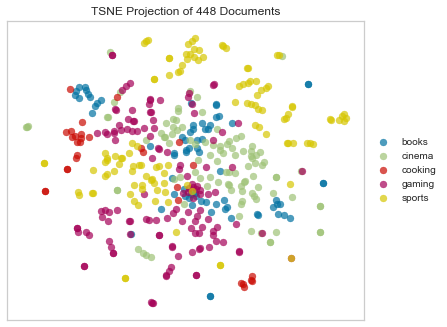 TSNE Projection of 448 Documents
books
cinema
cooking
gaming
sports